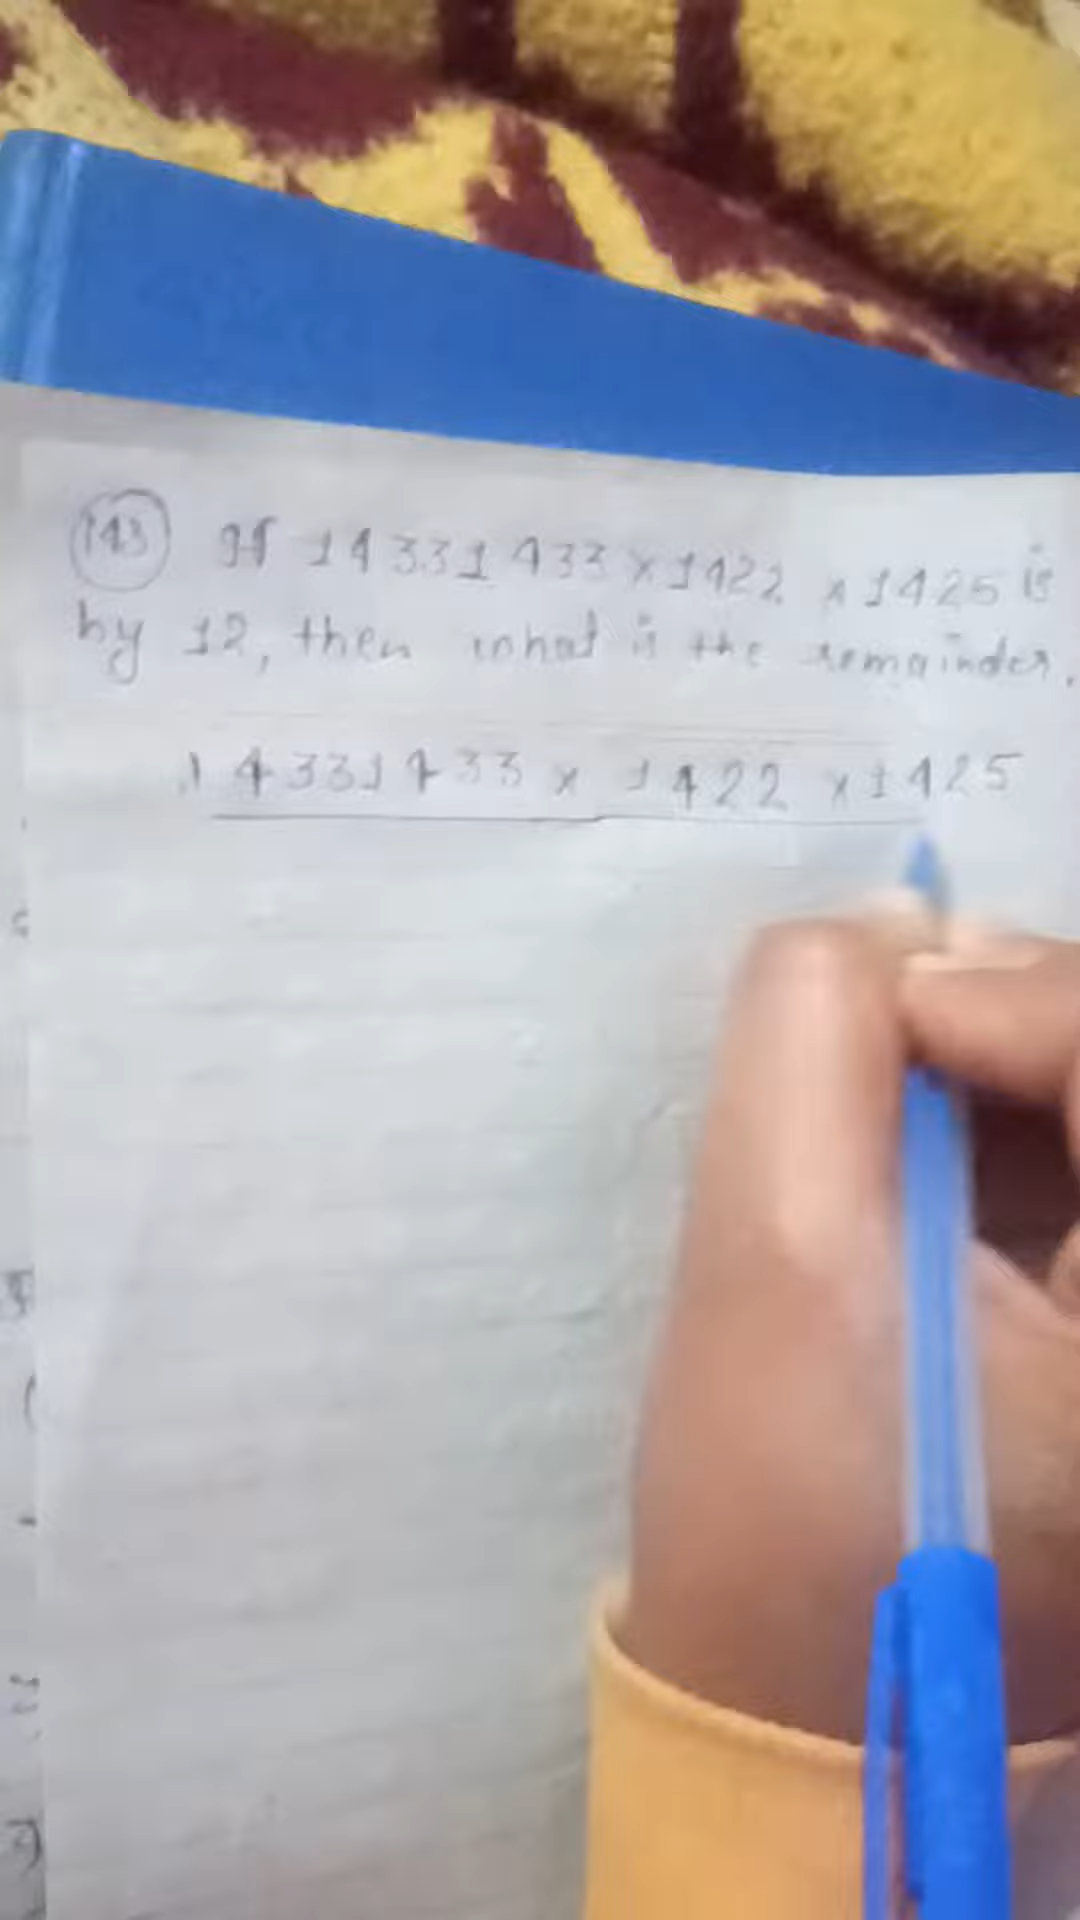 143 If 14331433 x 1422 x 1425 is
by 12, then what is the remainder.
14331433 x 1422 x 1425